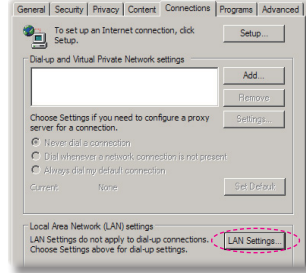 General Security Privacy Content Connections Programs Advanced
To set up an Internet connection, click
Setup.
Setup...
Dial-up and Virtual Private Network settings
Add...
Remove
Choose Settings if you need to configure a proxy
server for a connection.
Settings...
Never dial a connection
Dial whenever a network connection is not present
Always dial my default connection
Current None
Set Default
Local Area Network (LAN) settings
LAN Settings do not apply to dial-up connections.
Choose Settings above for dial-up settings.
LAN Settings...